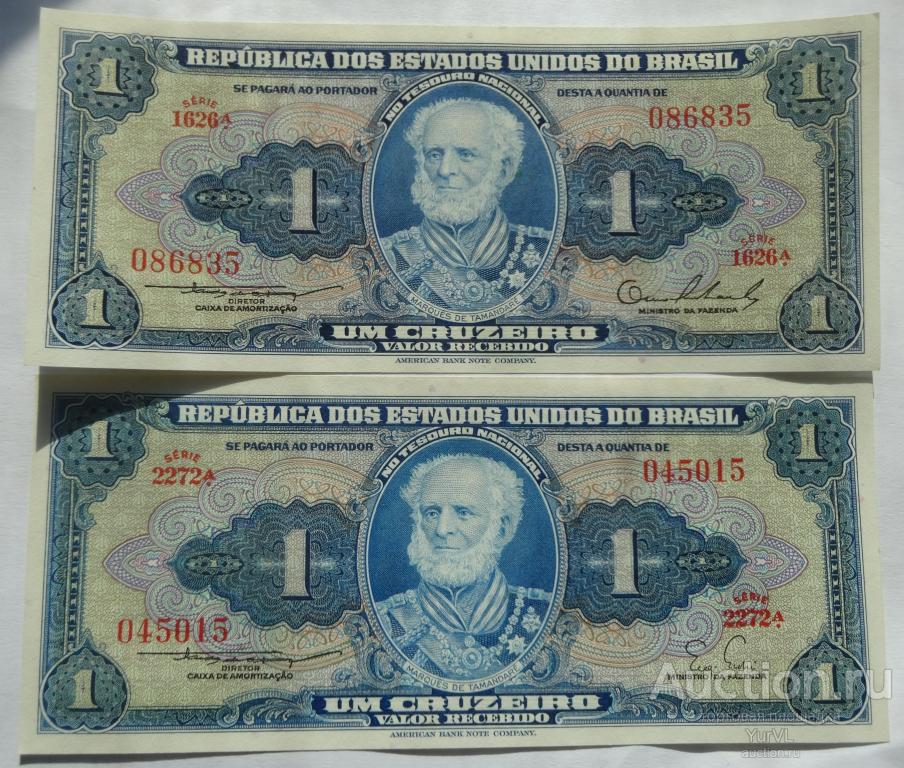 1 REPÚBLICA DOS ESTADOS UNIDOS DO BRASIL 1
SE PAGARÁ AO PORTADOR NO TESOURO NACIONAL DESTA A QUANTIA DE
SÉRIE
1626A
086835
1 1
086835
SÉRIE
1626A
DIRETOR
CAIXA DE AMORTIZAÇÃO
MARQUÊS DE TAMANDARÉ
MINISTRO DA FAZENDA
1 UM CRUZEIRO 1
VALOR RECEBIDO
AMERICAN BANK NOTE COMPANY.
1 REPÚBLICA DOS ESTADOS UNIDOS DO BRASIL 1
SE PAGARÁ AO PORTADOR NO TESOURO NACIONAL DESTA A QUANTIA DE
SÉRIE
2272A
045015
1 1
045015
SÉRIE
2272A
DIRETOR
CAIXA DE AMORTIZAÇÃO
MARQUÊS DE TAMANDARÉ
MINISTRO DA FAZENDA
1 UM CRUZEIRO 1
VALOR RECEBIDO
AMERICAN BANK NOTE COMPANY.
Auction.ru
YurVL
auction.ru